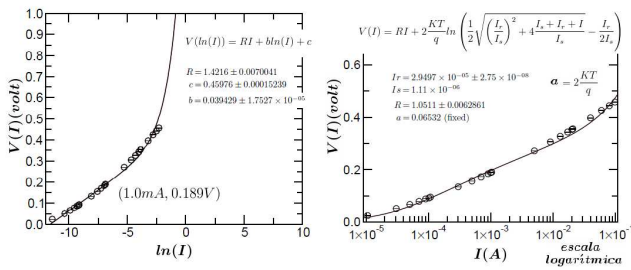 V(ln(I)) = RI + bln(I) + c
R = 1.4216 ± 0.0070041
c = 0.45976 ± 0.00015239
b = 0.039429 ± 1.7527 × 10^-05
(1.0mA, 0.189V)
V(I)(volt)
1.0
0.9
0.8
0.7
0.6
0.5
0.4
0.3
0.2
0.1
0.0
-10 -5 0 5 10
ln(I)
V(I) = RI + 2 KT/q ln ( 1/2 √( (Ir/Is)^2 + 4 (Is + Ir + I)/Is ) − Ir/2Is )
Ir = 2.9497 × 10^-05 ± 2.75 × 10^-08
Is = 1.11 × 10^-06
R = 1.0511 ± 0.0062861
a = 0.06532 (fixed)
a = 2 KT/q
V(I)(volt)
0.6
0.4
0.2
0.0
1×10^-5 1×10^-4 1×10^-3 1×10^-2 1×10^-1
I(A)
escala
logarítmica